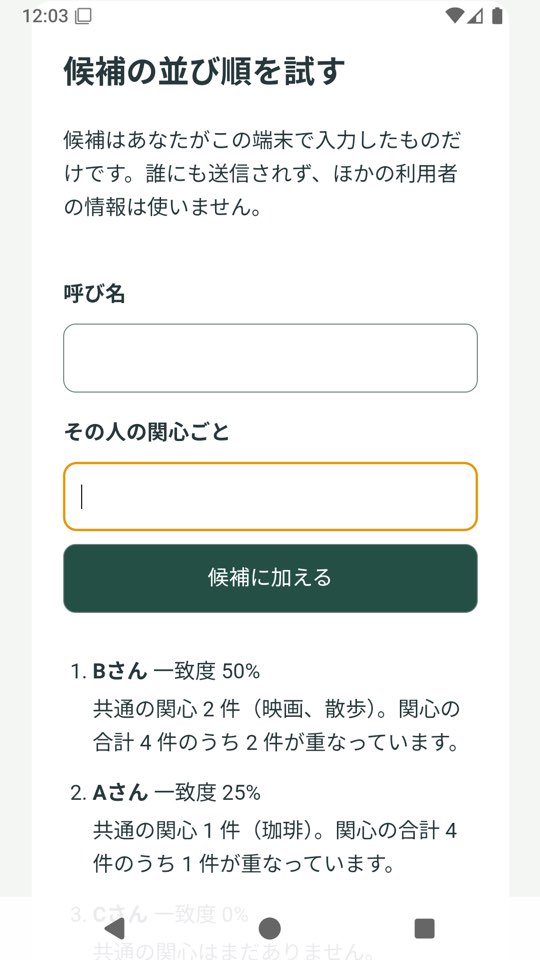 12:03
候補の並び順を試す
候補はあなたがこの端末で入力したものだ
けです。誰にも送信されず、ほかの利用者
の情報は使いません。
呼び名
その人の関心ごと
候補に加える
1. Bさん 一致度 50%
共通の関心 2 件（映画、散歩）。関心の
合計 4 件のうち 2 件が重なっています。
2. Aさん 一致度 25%
共通の関心 1 件（珈琲）。関心の合計 4
件のうち 1 件が重なっています。
3. Cさん 一致度 0%
共通の関心はまだありません。